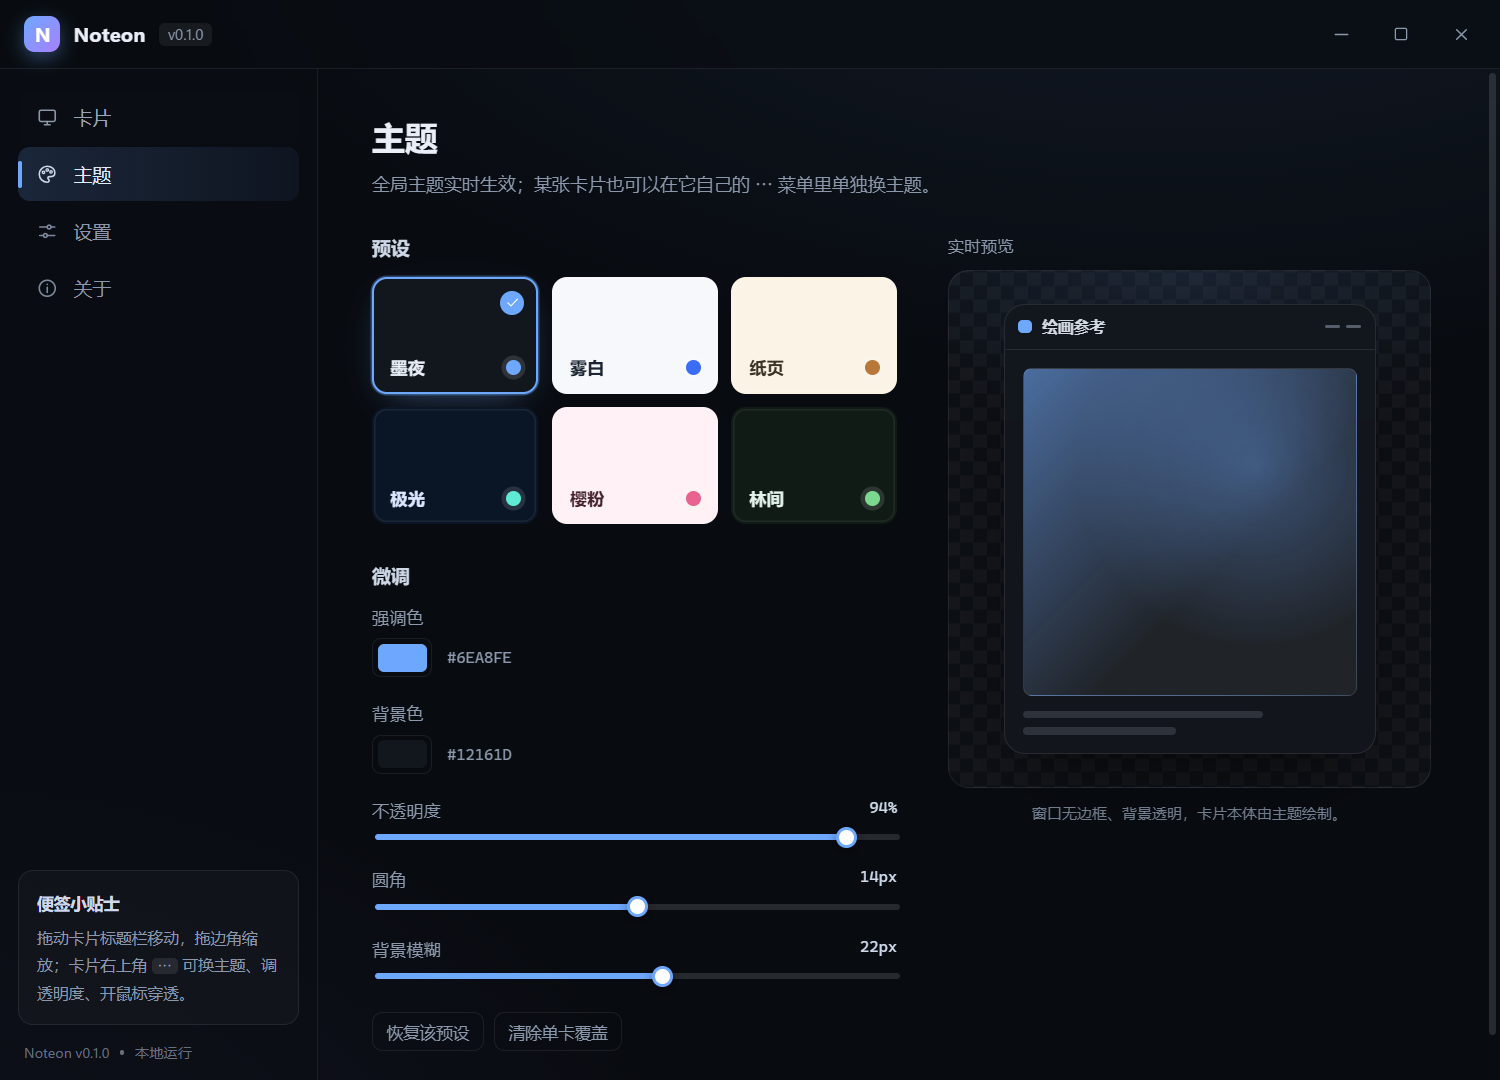 N Noteon v0.1.0
卡片
主题
设置
关于
便签小贴士
拖动卡片标题栏移动，拖边角缩
放；卡片右上角 ··· 可换主题、调
透明度、开鼠标穿透。
Noteon v0.1.0 • 本地运行
主题
全局主题实时生效；某张卡片也可以在它自己的 ··· 菜单里单独换主题。
预设
墨夜
雾白
纸页
极光
樱粉
林间
微调
强调色
#6EA8FE
背景色
#12161D
不透明度 94%
圆角 14px
背景模糊 22px
恢复该预设 清除单卡覆盖
实时预览
绘画参考
窗口无边框、背景透明，卡片本体由主题绘制。